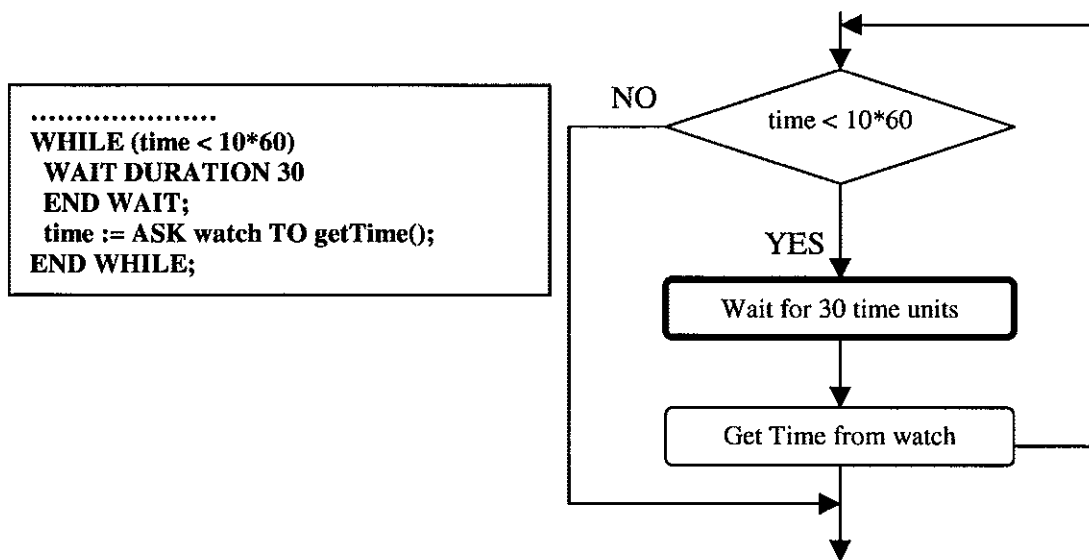 .....................
WHILE (time < 10*60)
WAIT DURATION 30
END WAIT;
time := ASK watch TO getTime();
END WHILE;
NO
time < 10*60
YES
Wait for 30 time units
Get Time from watch